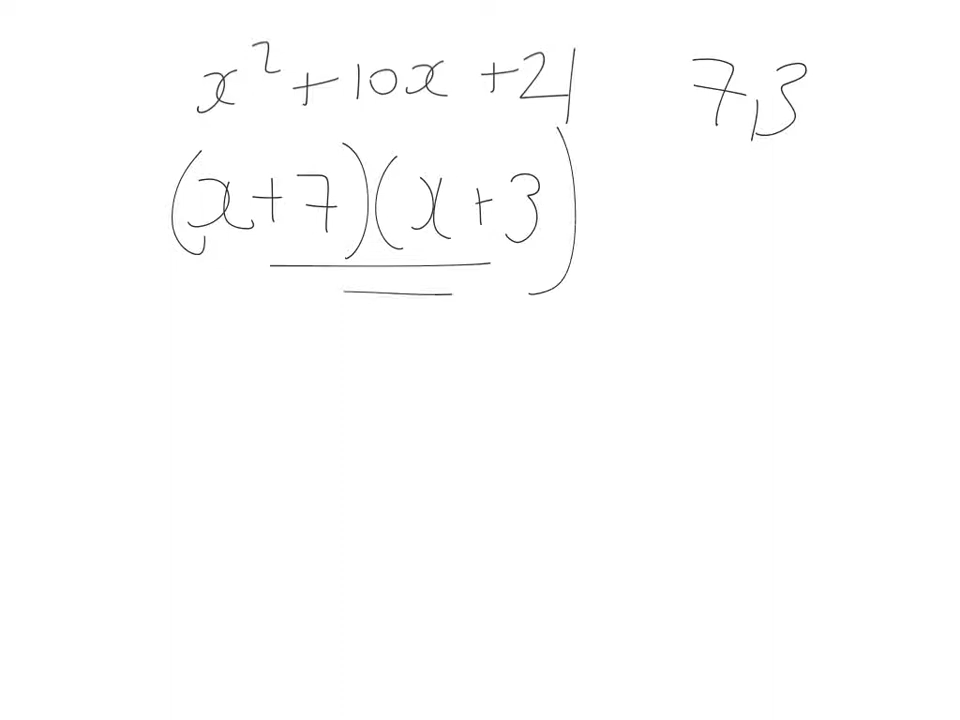 x² + 10x + 21 7,3
(x+7)(x+3)